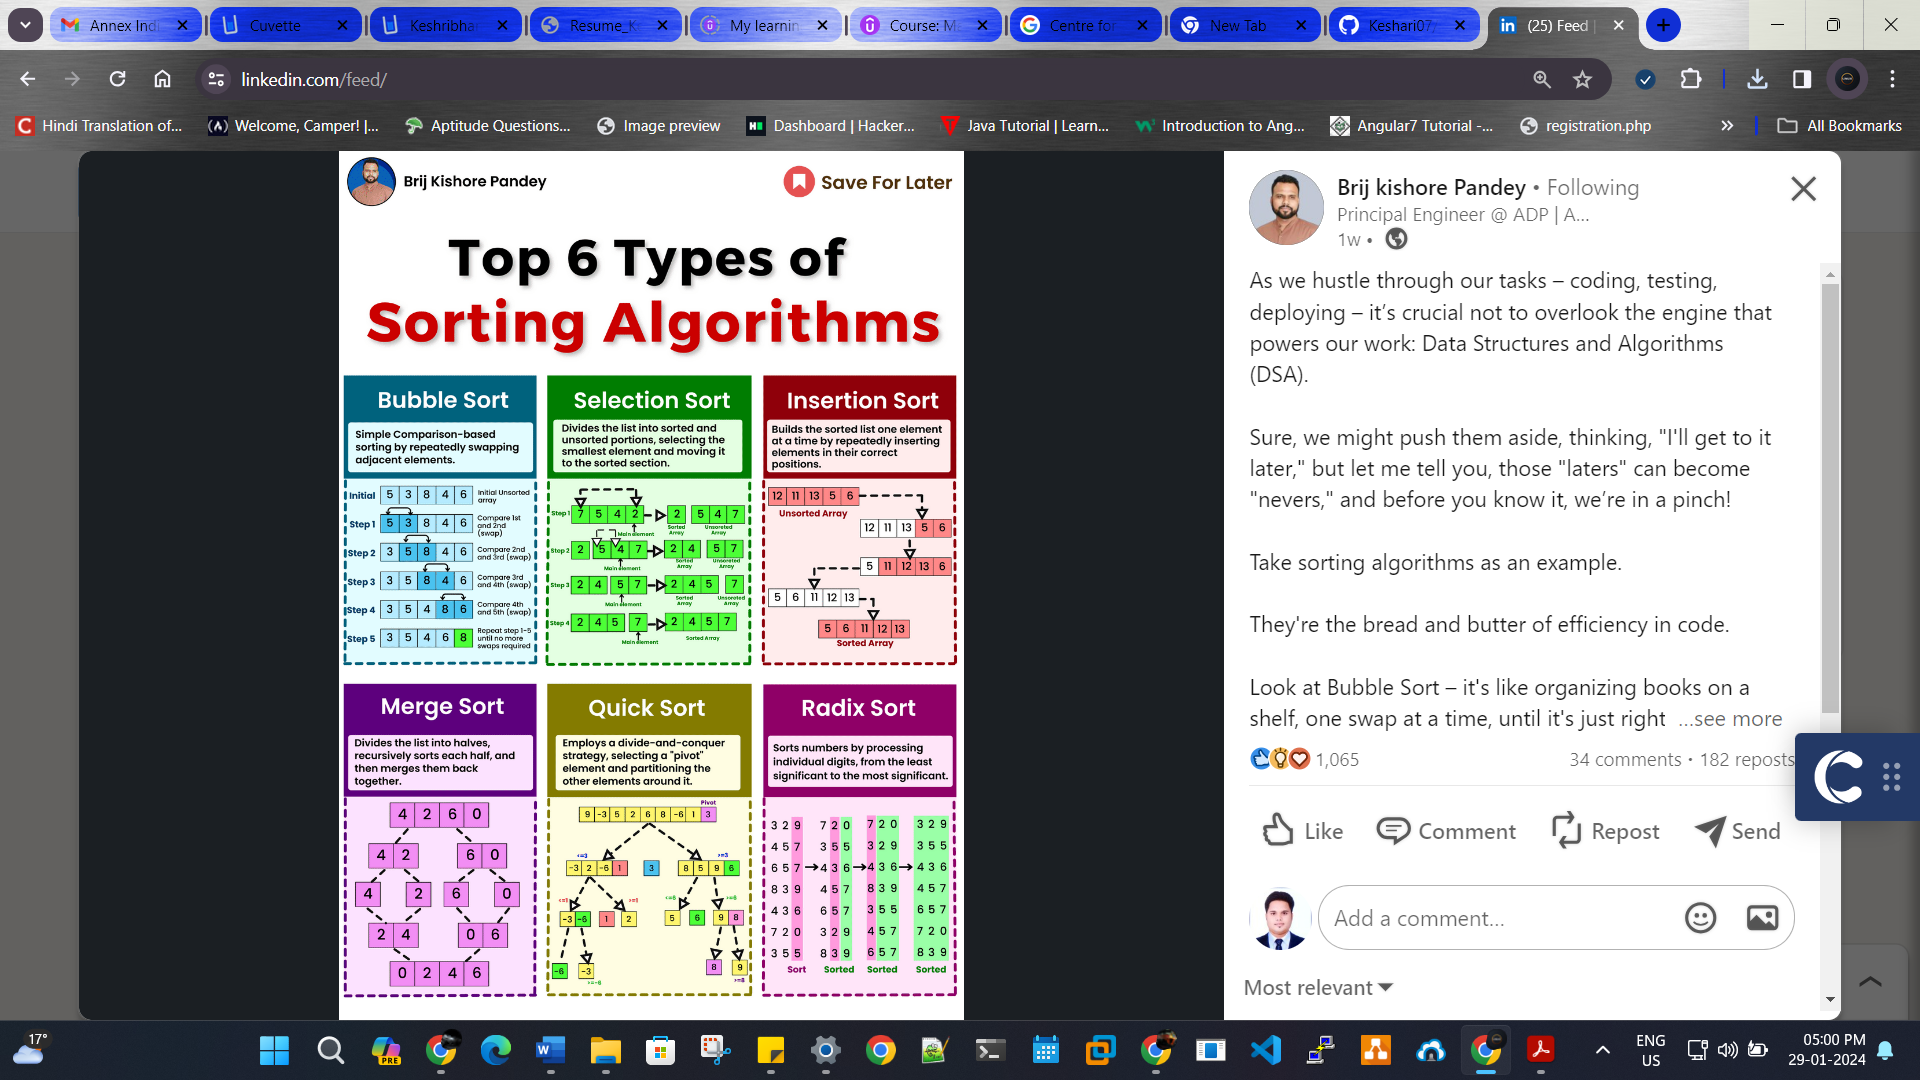 Annex Ind
Cuvette
Keshribha
Resume_K
My learnin
Course: M
Centre for
New Tab
Keshari07
(25) Feed
linkedin.com/feed/
Hindi Translation of...
Welcome, Camper! |...
Aptitude Questions...
Image preview
Dashboard | Hacker...
Java Tutorial | Learn...
Introduction to Ang...
Angular7 Tutorial -...
registration.php
All Bookmarks
Brij Kishore Pandey
Save For Later
Top 6 Types of
Sorting Algorithms
Bubble Sort
Simple Comparison-based
sorting by repeatedly swapping
adjacent elements.
Initial 5 3 8 4 6 Initial Unsorted
array
Step 1 5 3 8 4 6 Compare 1st
and 2nd
(swap)
Step 2 3 5 8 4 6 Compare 2nd
and 3rd (swap)
Step 3 3 5 8 4 6 Compare 3rd
and 4th (swap)
Step 4 3 5 4 8 6 Compare 4th
and 5th (swap)
Step 5 3 5 4 6 8 Repeat step 1-5
until no more
swaps required
Selection Sort
Divides the list into sorted and
unsorted portions, selecting the
smallest element and moving it
to the sorted section.
Step 1 7 5 4 2 2 5 4 7
Main element Sorted Array Unsorted Array
Step 2 2 5 4 7 2 4 5 7
Main element Sorted Array Unsorted Array
Step 3 2 4 5 7 2 4 5 7
Main element Sorted Array Unsorted Array
Step 4 2 4 5 7 2 4 5 7
Main element Sorted Array
Insertion Sort
Builds the sorted list one element
at a time by repeatedly inserting
elements in their correct
positions.
12 11 13 5 6
Unsorted Array
12 11 13 5 6
5 11 12 13 6
5 6 11 12 13
5 6 11 12 13
Sorted Array
Merge Sort
Divides the list into halves,
recursively sorts each half, and
then merges them back
together.
4 2 6 0
4 2 6 0
4 2 6 0
2 4 0 6
0 2 4 6
Quick Sort
Employs a divide-and-conquer
strategy, selecting a "pivot"
element and partitioning the
other elements around it.
Pivot
9 -3 5 2 6 8 -6 1 3
<=3 >=3
-3 2 -6 1 3 8 5 9 6
-3 -6 1 2 5 6 9 8
-6 -3 8 9
Radix Sort
Sorts numbers by processing
individual digits, from the least
significant to the most significant.
3 2 9 7 2 0 7 2 0 3 2 9
4 5 7 3 5 5 3 2 9 3 5 5
6 5 7 4 3 6 4 3 6 4 3 6
8 3 9 4 5 7 8 3 9 4 5 7
4 3 6 6 5 7 3 5 5 6 5 7
7 2 0 3 2 9 4 5 7 7 2 0
3 5 5 8 3 9 6 5 7 8 3 9
Sort Sorted Sorted Sorted
Brij kishore Pandey • Following
Principal Engineer @ ADP | A...
1w •
As we hustle through our tasks – coding, testing,
deploying – it’s crucial not to overlook the engine that
powers our work: Data Structures and Algorithms
(DSA).
Sure, we might push them aside, thinking, "I'll get to it
later," but let me tell you, those "laters" can become
"nevers," and before you know it, we’re in a pinch!
Take sorting algorithms as an example.
They're the bread and butter of efficiency in code.
Look at Bubble Sort – it's like organizing books on a
shelf, one swap at a time, until it's just right ...see more
1,065
34 comments • 182 reposts
Like
Comment
Repost
Send
Add a comment...
Most relevant
17°
PRE
ENG
US
05:00 PM
29-01-2024